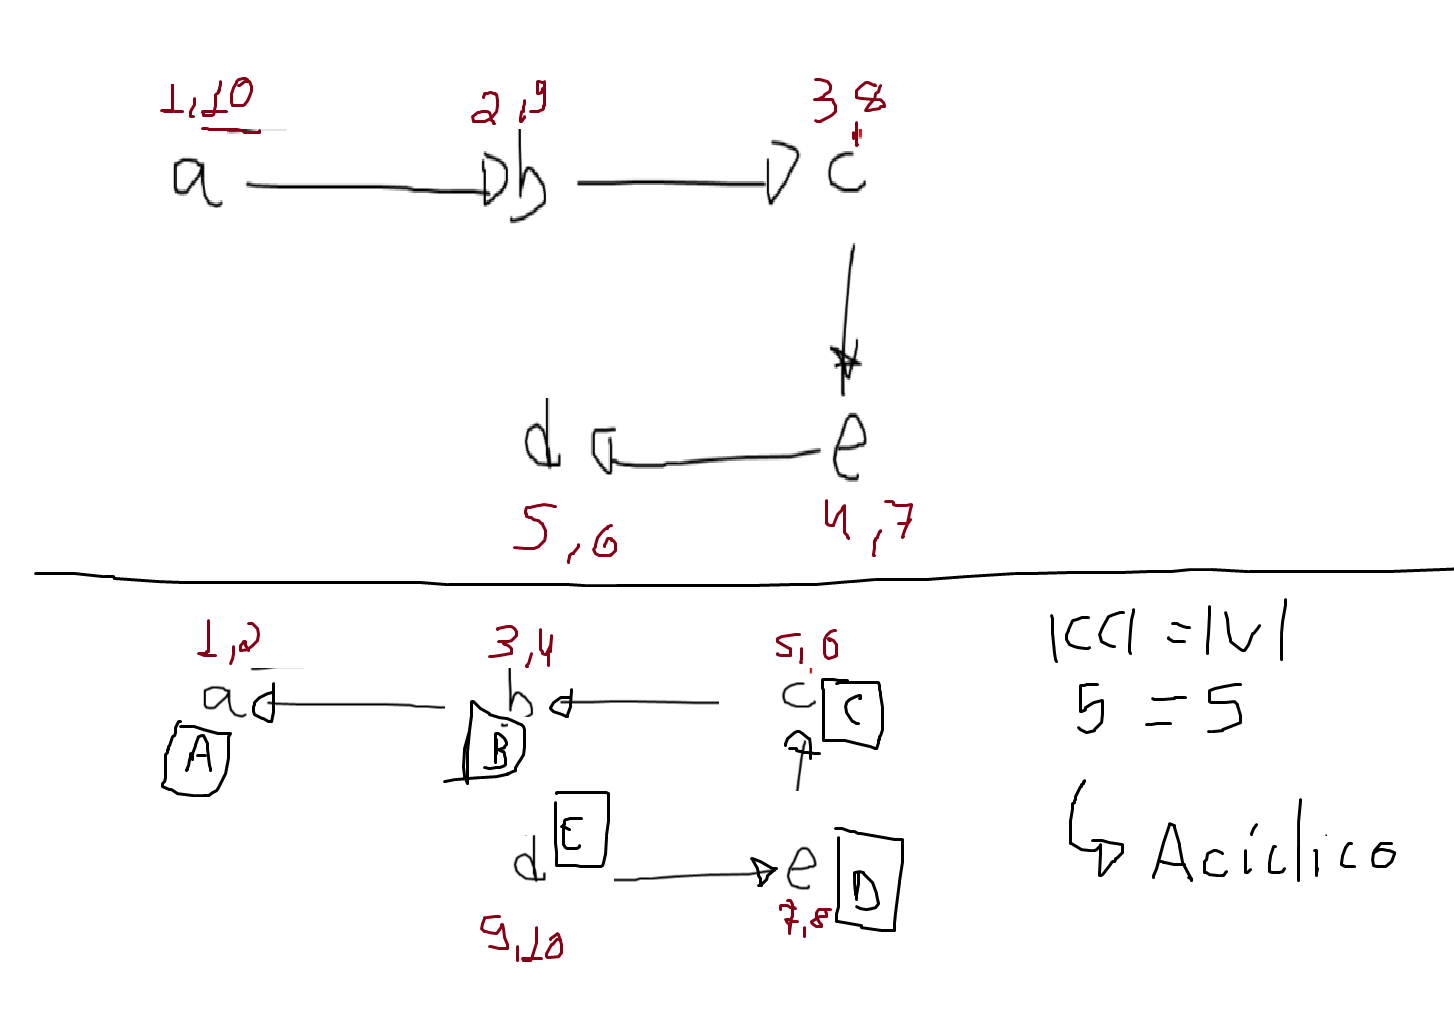 1,10 2,9 3 8
a b c
d e
5,6 4,7
1,2 3,4 5,6 |CC| = |V|
a b c C 5 = 5
A B
d E e D Acíclico
9,10 7,8